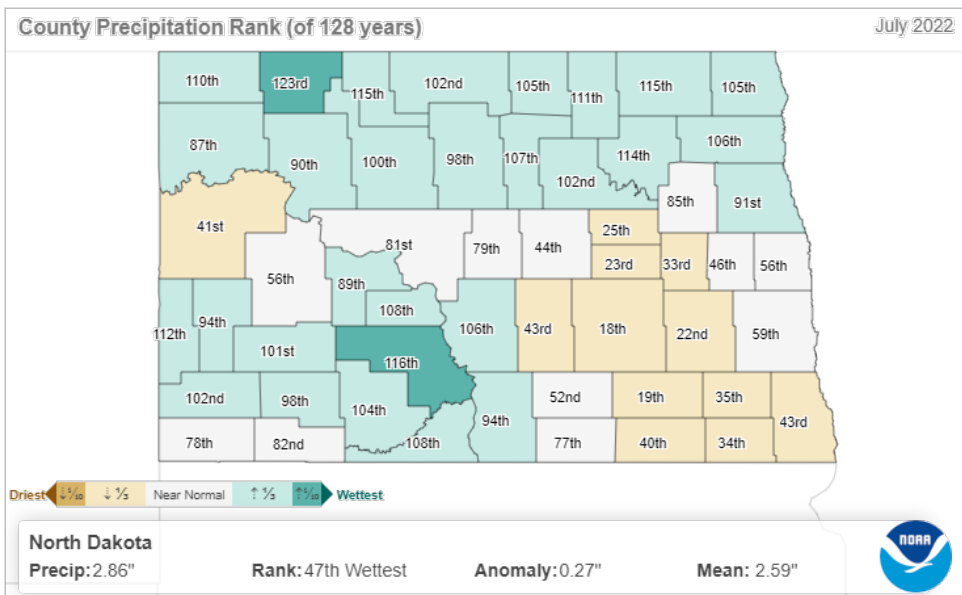 County Precipitation Rank (of 128 years)
July 2022
110th 123rd 115th 102nd 105th 111th 115th 105th
87th 90th 100th 98th 107th 102nd 114th 106th
85th 91st
41st 56th 81st 79th 44th 25th
23rd 33rd 46th 56th
89th 108th
112th 94th 101st 116th 106th 43rd 18th 22nd 59th
102nd 98th 104th 94th 52nd 19th 35th 43rd
78th 82nd 108th 77th 40th 34th
Driest ↓⅒ ↓⅓ Near Normal ↑⅓ ↑⅒ Wettest
North Dakota
Precip:2.86" Rank:47th Wettest Anomaly:0.27" Mean: 2.59"
NOAA